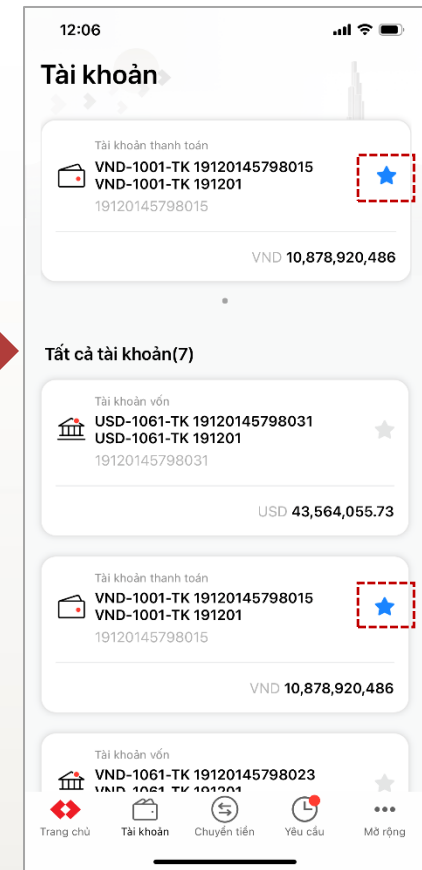 12:06
Tài khoản
Tài khoản thanh toán
VND-1001-TK 19120145798015
VND-1001-TK 191201
19120145798015
VND 10,878,920,486
Tất cả tài khoản(7)
Tài khoản vốn
USD-1061-TK 19120145798031
USD-1061-TK 191201
19120145798031
USD 43,564,055.73
Tài khoản thanh toán
VND-1001-TK 19120145798015
VND-1001-TK 191201
19120145798015
VND 10,878,920,486
Tài khoản vốn
VND-1061-TK 19120145798023
VND-1061-TK 191201
Trang chủ Tài khoản Chuyển tiền Yêu cầu Mở rộng